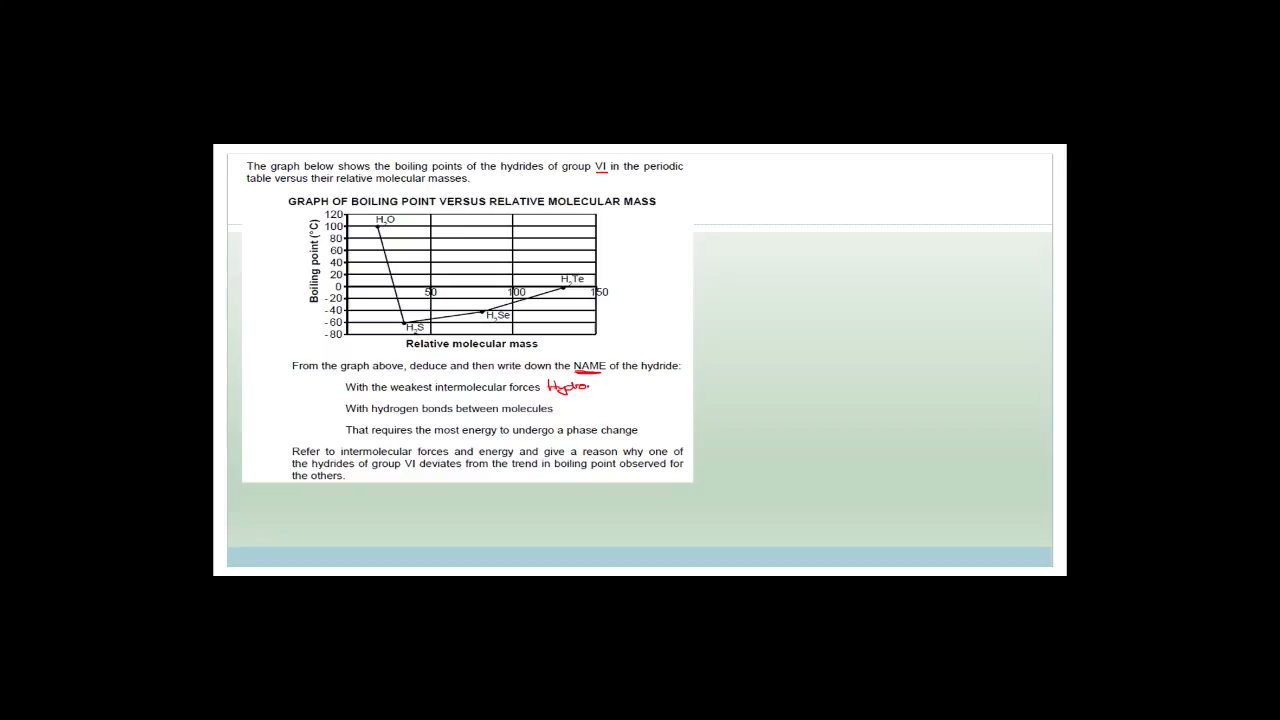 The graph below shows the boiling points of the hydrides of group VI in the periodic
table versus their relative molecular masses.
GRAPH OF BOILING POINT VERSUS RELATIVE MOLECULAR MASS
Boiling point (°C)
120
100
80
60
40
20
0
-20
-40
-60
-80
50
100
150
H₂O
H₂S
H₂Se
H₂Te
Relative molecular mass
From the graph above, deduce and then write down the NAME of the hydride:
With the weakest intermolecular forces Hydro
With hydrogen bonds between molecules
That requires the most energy to undergo a phase change
Refer to intermolecular forces and energy and give a reason why one of
the hydrides of group VI deviates from the trend in boiling point observed for
the others.